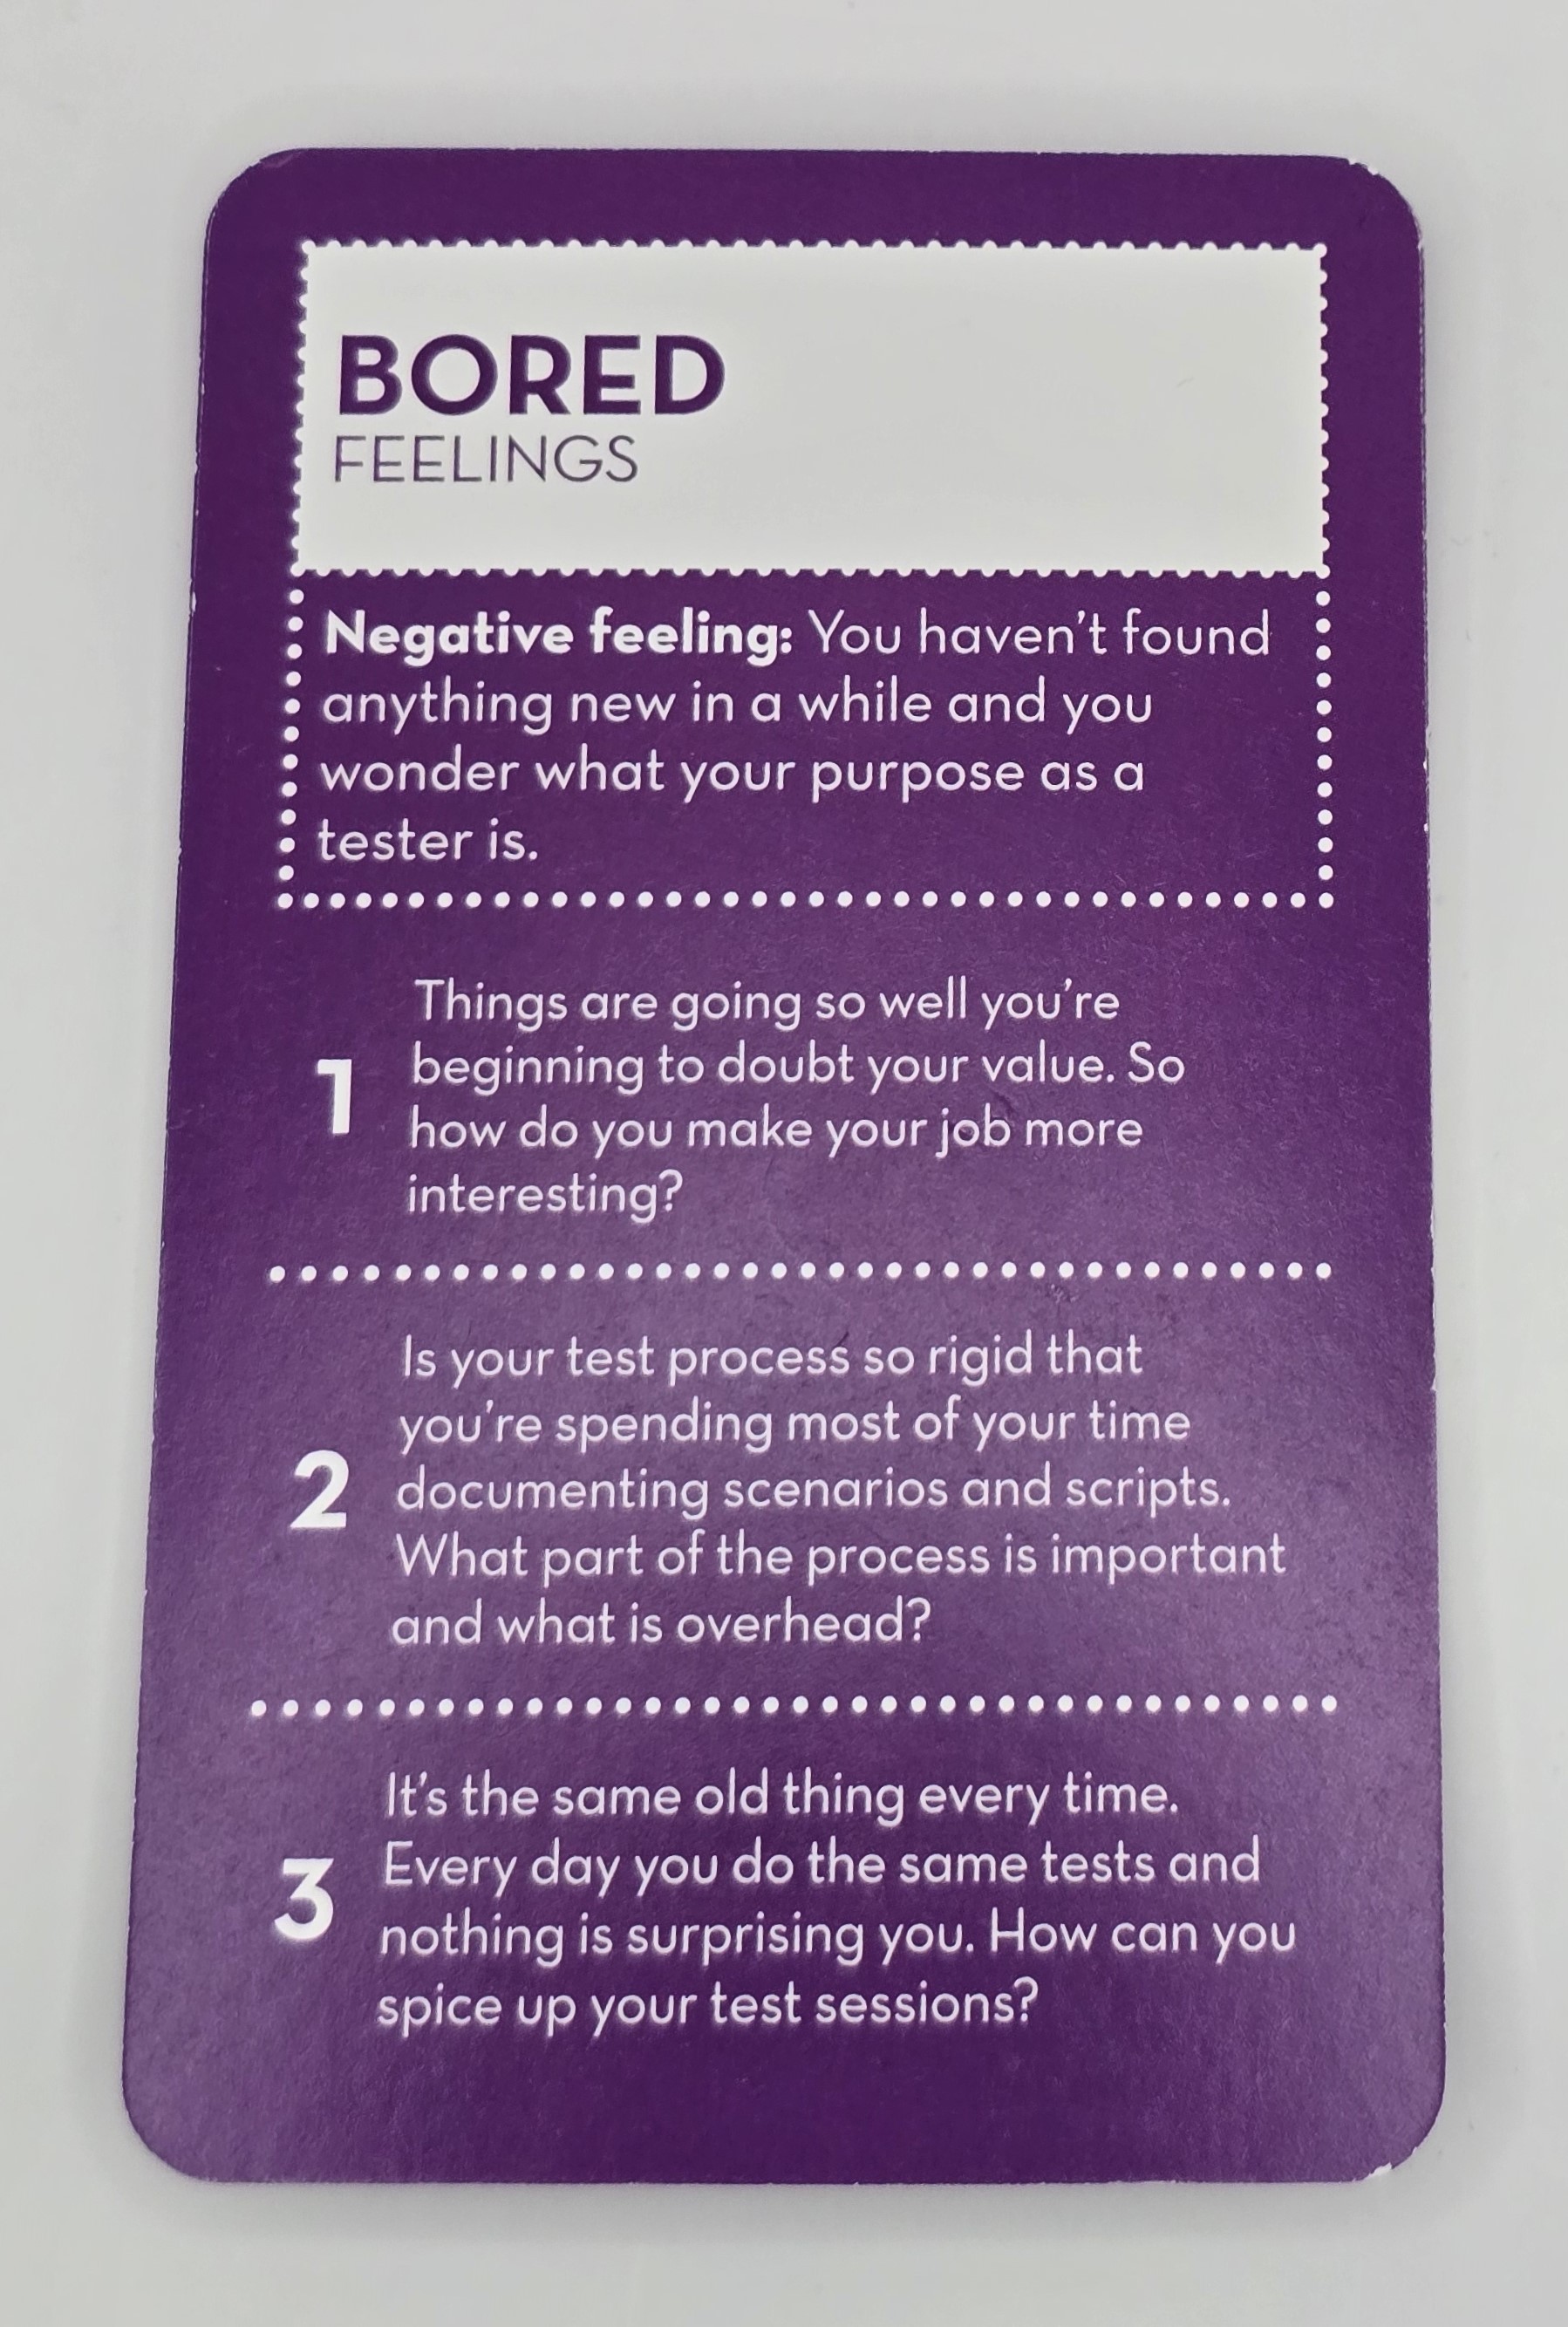 BORED
FEELINGS
Negative feeling: You haven't found
anything new in a while and you
wonder what your purpose as a
tester is.
1
Things are going so well you're
beginning to doubt your value. So
how do you make your job more
interesting?
2
Is your test process so rigid that
you're spending most of your time
documenting scenarios and scripts.
What part of the process is important
and what is overhead?
3
It's the same old thing every time.
Every day you do the same tests and
nothing is surprising you. How can you
spice up your test sessions?